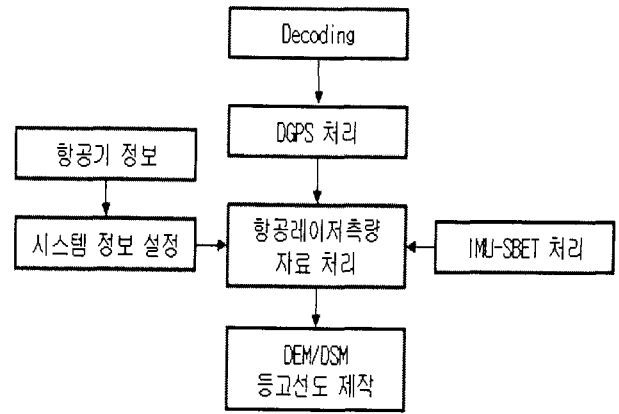 Decoding
DGPS 처리
항공기 정보
시스템 정보 설정
항공레이저측량
자료 처리
IMU-SBET 처리
DEM/DSM
등고선도 제작